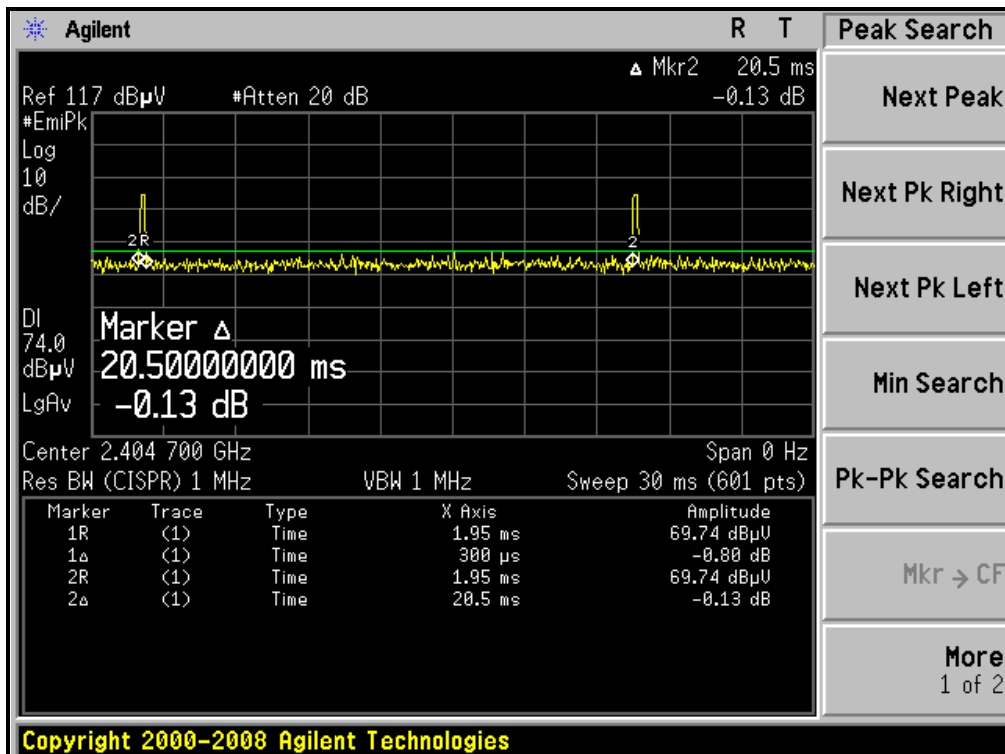 Agilent R T
Peak Search
Δ Mkr2 20.5 ms
Ref 117 dBµV #Atten 20 dB -0.13 dB
#EmiPk
Log
10
dB/
2R
2
DI
74.0
dBµV
LgAv
Marker Δ
20.50000000 ms
-0.13 dB
Center 2.404 700 GHz Span 0 Hz
Res BW (CISPR) 1 MHz VBW 1 MHz Sweep 30 ms (601 pts)
Marker Trace Type X Axis Amplitude
1R (1) Time 1.95 ms 69.74 dBµV
1Δ (1) Time 300 µs -0.80 dB
2R (1) Time 1.95 ms 69.74 dBµV
2Δ (1) Time 20.5 ms -0.13 dB
Next Peak
Next Pk Right
Next Pk Left
Min Search
Pk-Pk Search
Mkr → CF
More
1 of 2
Copyright 2000-2008 Agilent Technologies